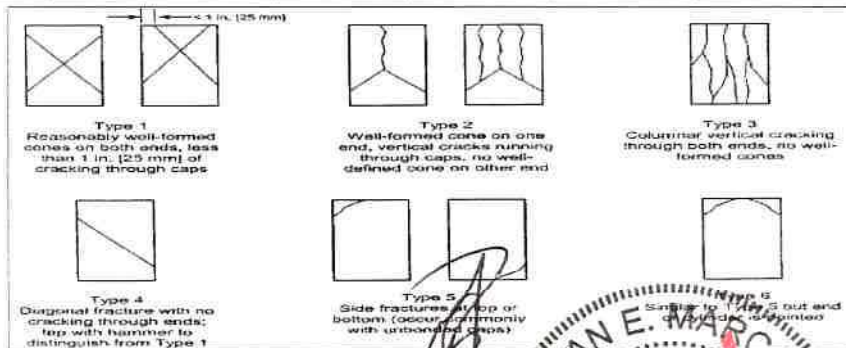 < 1 in. [25 mm]
Type 1
Reasonably well-formed
cones on both ends, less
than 1 in. [25 mm] of
cracking through caps
Type 2
Well-formed cone on one
end, vertical cracks running
through caps, no well-
defined cone on other end
Type 3
Columnar vertical cracking
through both ends, no well-
formed cones
Type 4
Diagonal fracture with no
cracking through ends;
tap with hammer to
distinguish from Type 1
Type 5
Side fractures at top or
bottom (occur commonly
with unbonded caps)
Type 6
Similar to Type 5 but end
of cylinder is pointed
AN E. MARC